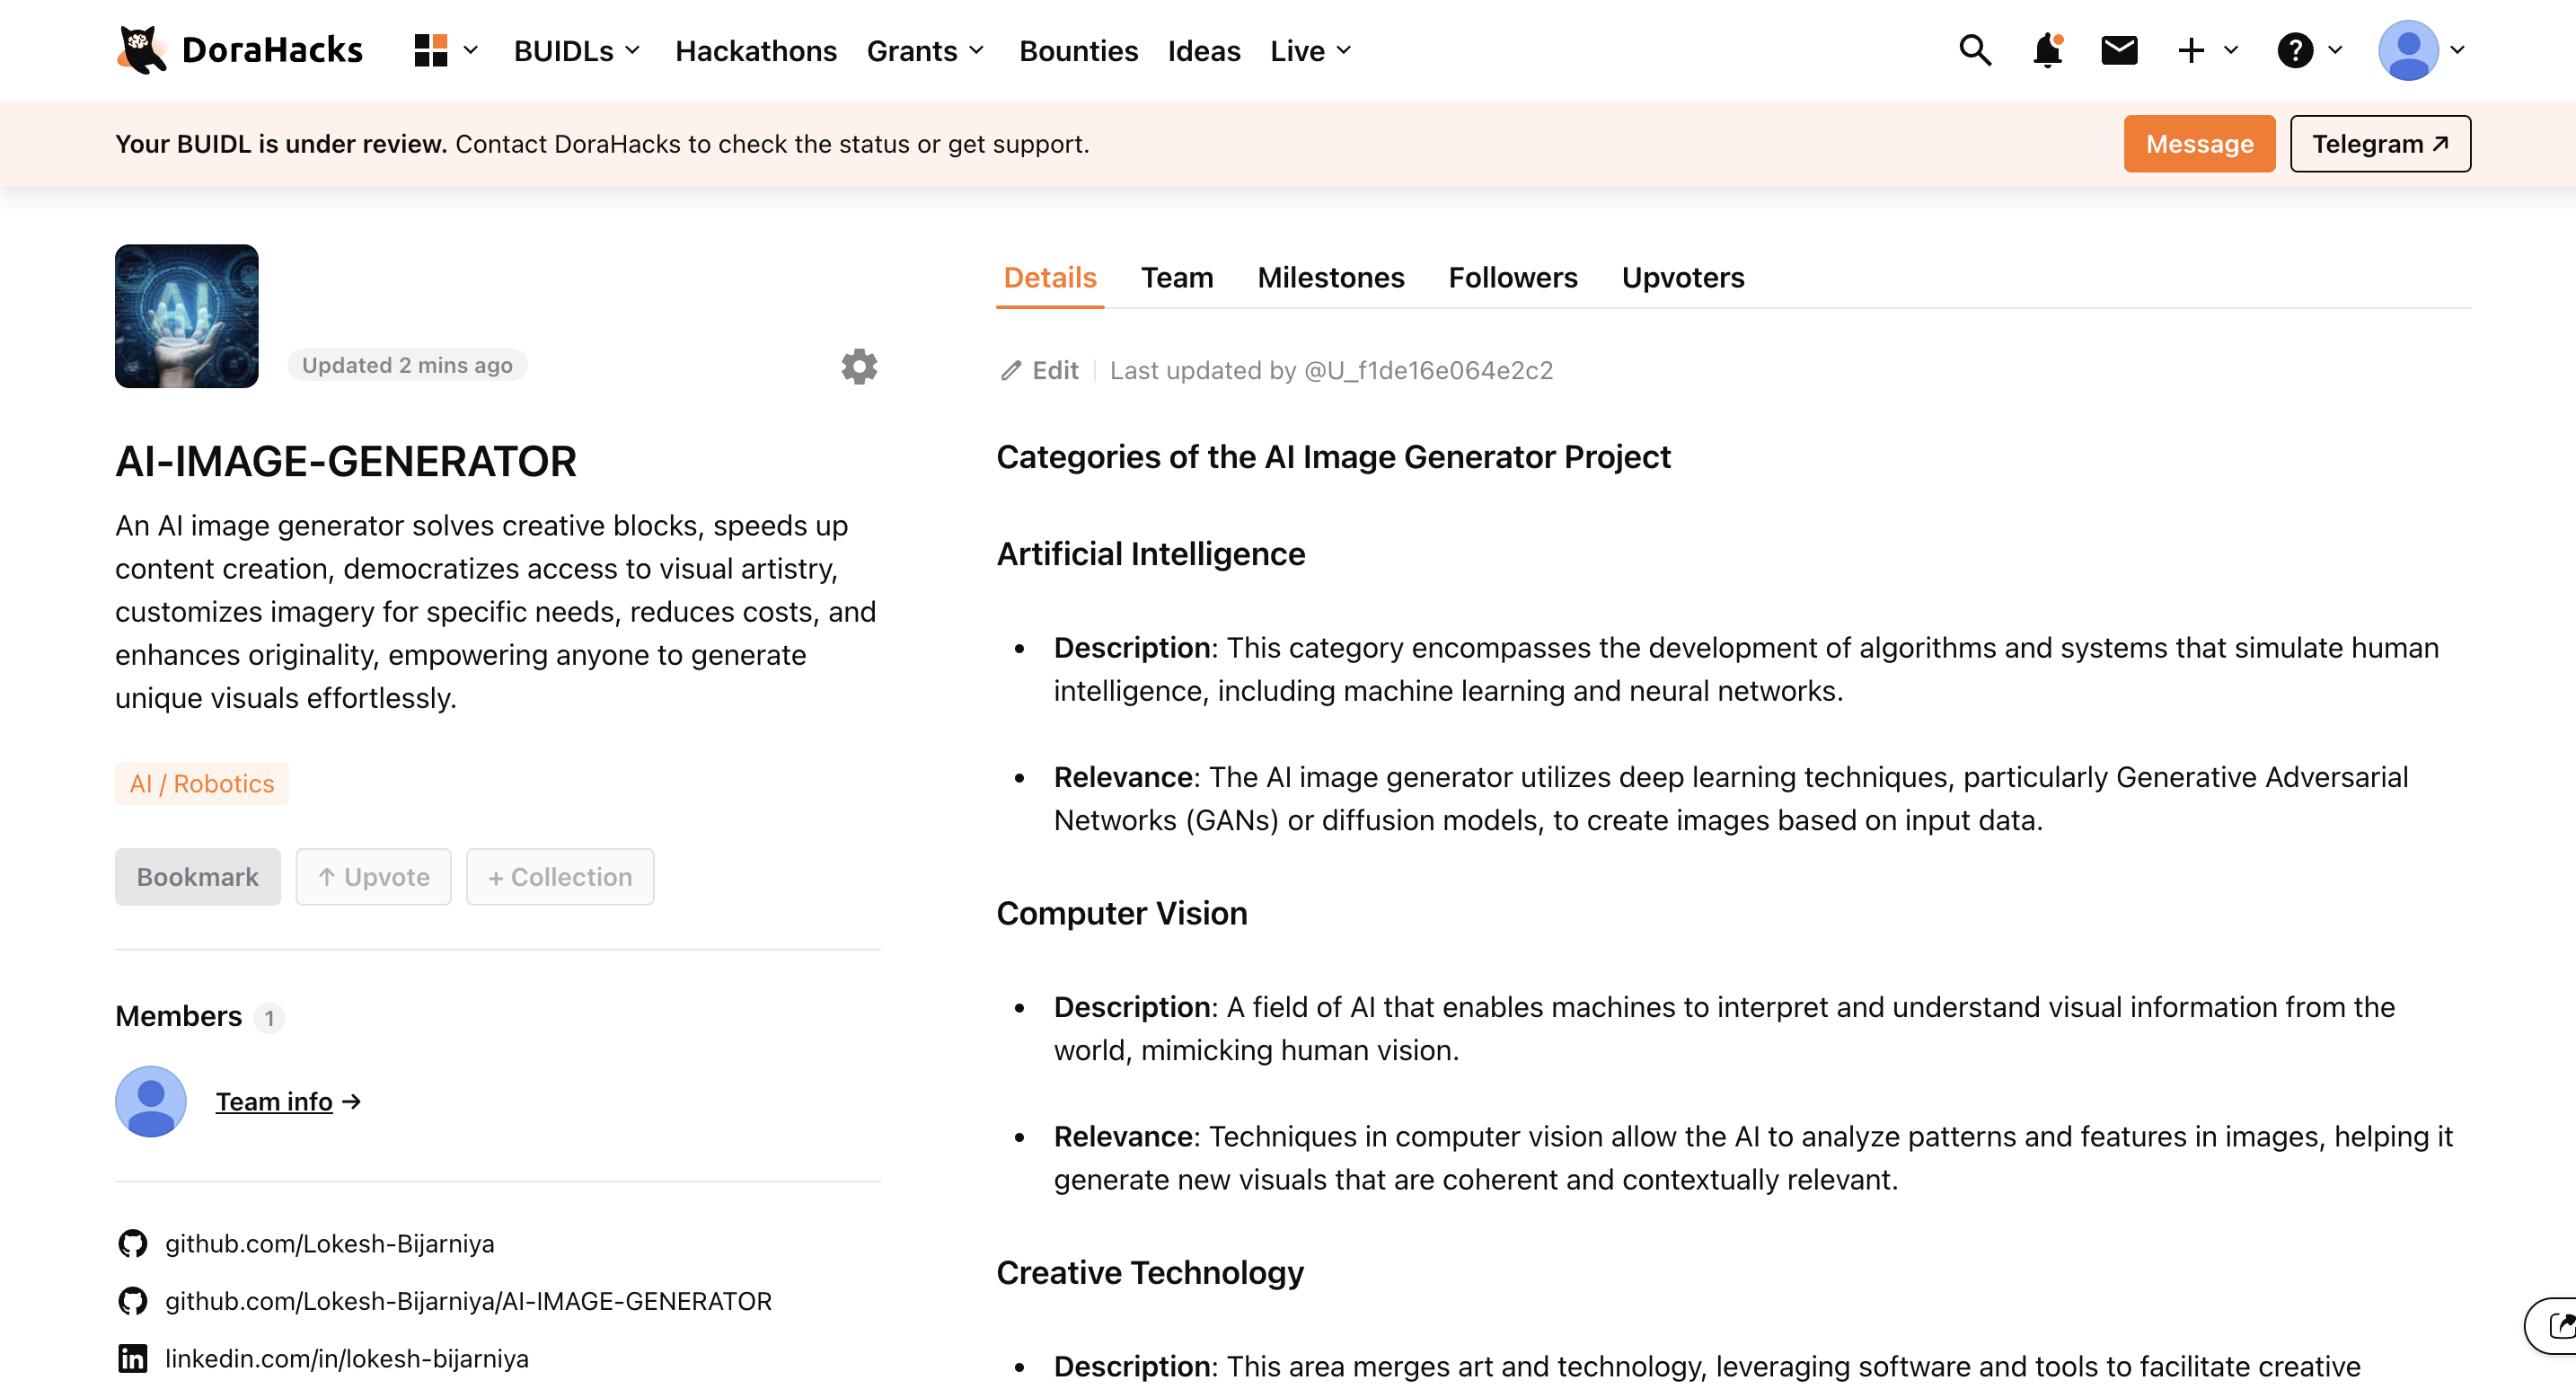 DoraHacks BUIDLs Hackathons Grants Bounties Ideas Live
Your BUIDL is under review. Contact DoraHacks to check the status or get support.
Message Telegram
AI
Updated 2 mins ago
AI-IMAGE-GENERATOR
An AI image generator solves creative blocks, speeds up
content creation, democratizes access to visual artistry,
customizes imagery for specific needs, reduces costs, and
enhances originality, empowering anyone to generate
unique visuals effortlessly.
AI / Robotics
Bookmark ↑ Upvote + Collection
Members 1
Team info →
github.com/Lokesh-Bijarniya
github.com/Lokesh-Bijarniya/AI-IMAGE-GENERATOR
linkedin.com/in/lokesh-bijarniya
Details Team Milestones Followers Upvoters
Edit Last updated by @U_f1de16e064e2c2
Categories of the AI Image Generator Project
Artificial Intelligence
• Description: This category encompasses the development of algorithms and systems that simulate human
intelligence, including machine learning and neural networks.
• Relevance: The AI image generator utilizes deep learning techniques, particularly Generative Adversarial
Networks (GANs) or diffusion models, to create images based on input data.
Computer Vision
• Description: A field of AI that enables machines to interpret and understand visual information from the
world, mimicking human vision.
• Relevance: Techniques in computer vision allow the AI to analyze patterns and features in images, helping it
generate new visuals that are coherent and contextually relevant.
Creative Technology
• Description: This area merges art and technology, leveraging software and tools to facilitate creative